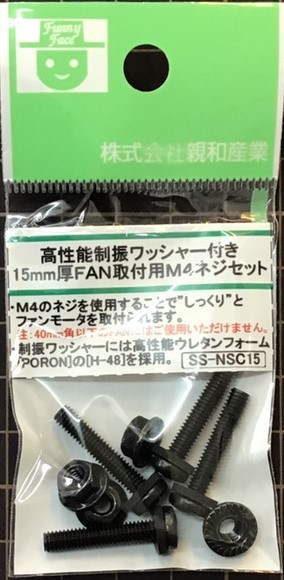 Funny
Face
株式会社親和産業
高性能制振ワッシャー付き
15mm厚FAN取付用M4ネジセット
・M4のネジを使用することで"しっくり"と
ファンモータを取付られます。
注:40mm角以下のFANにはご使用いただけません。
・制振ワッシャーには高性能ウレタンフォーム
[PORON]の[H-48]を採用。
SS-NSC15